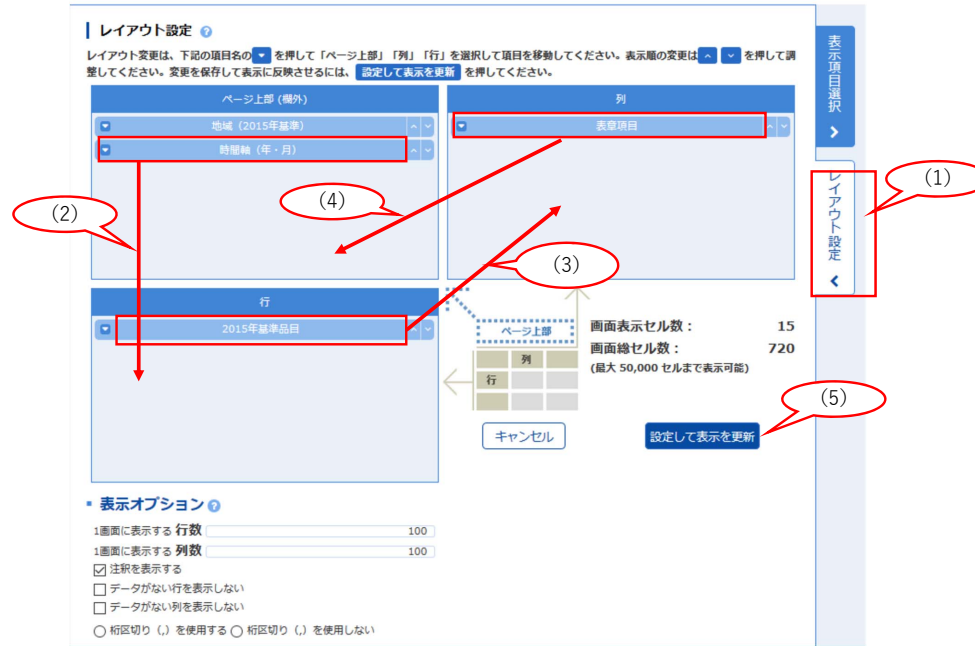 レイアウト設定 ?
レイアウト変更は、下記の項目名の を押して「ページ上部」「列」「行」を選択して項目を移動してください。表示順の変更は を押して調
整してください。変更を保存して表示に反映させるには、 設定して表示を更新 を押してください。
ページ上部 (欄外)
地域（2015年基準）
時間軸（年・月）
列
表章項目
行
2015年基準品目
(1)
(2)
(3)
(4)
(5)
表示項目選択
レイアウト設定
ページ上部
列
行
画面表示セル数： 15
画面総セル数： 720
(最大 50,000 セルまで表示可能)
キャンセル
設定して表示を更新
表示オプション ?
1画面に表示する 行数 100
1画面に表示する 列数 100
注釈を表示する
データがない行を表示しない
データがない列を表示しない
桁区切り（,）を使用する 桁区切り（,）を使用しない